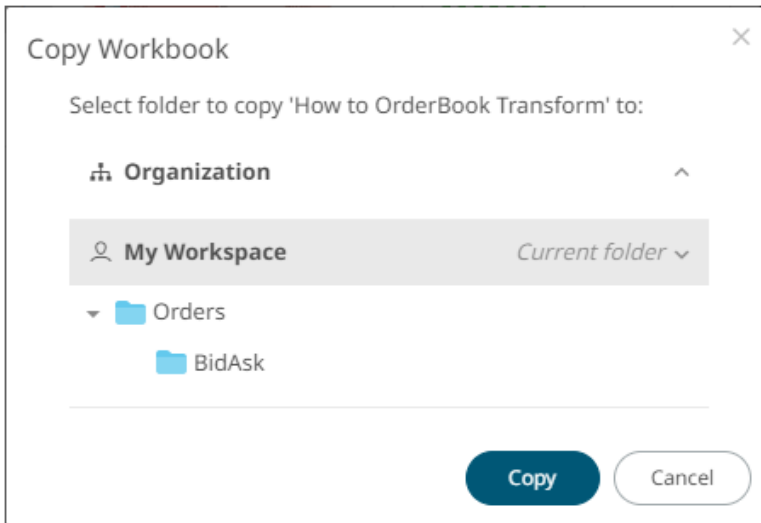 Copy Workbook
Select folder to copy 'How to OrderBook Transform' to:
Organization
My Workspace Current folder
Orders
BidAsk
Copy Cancel